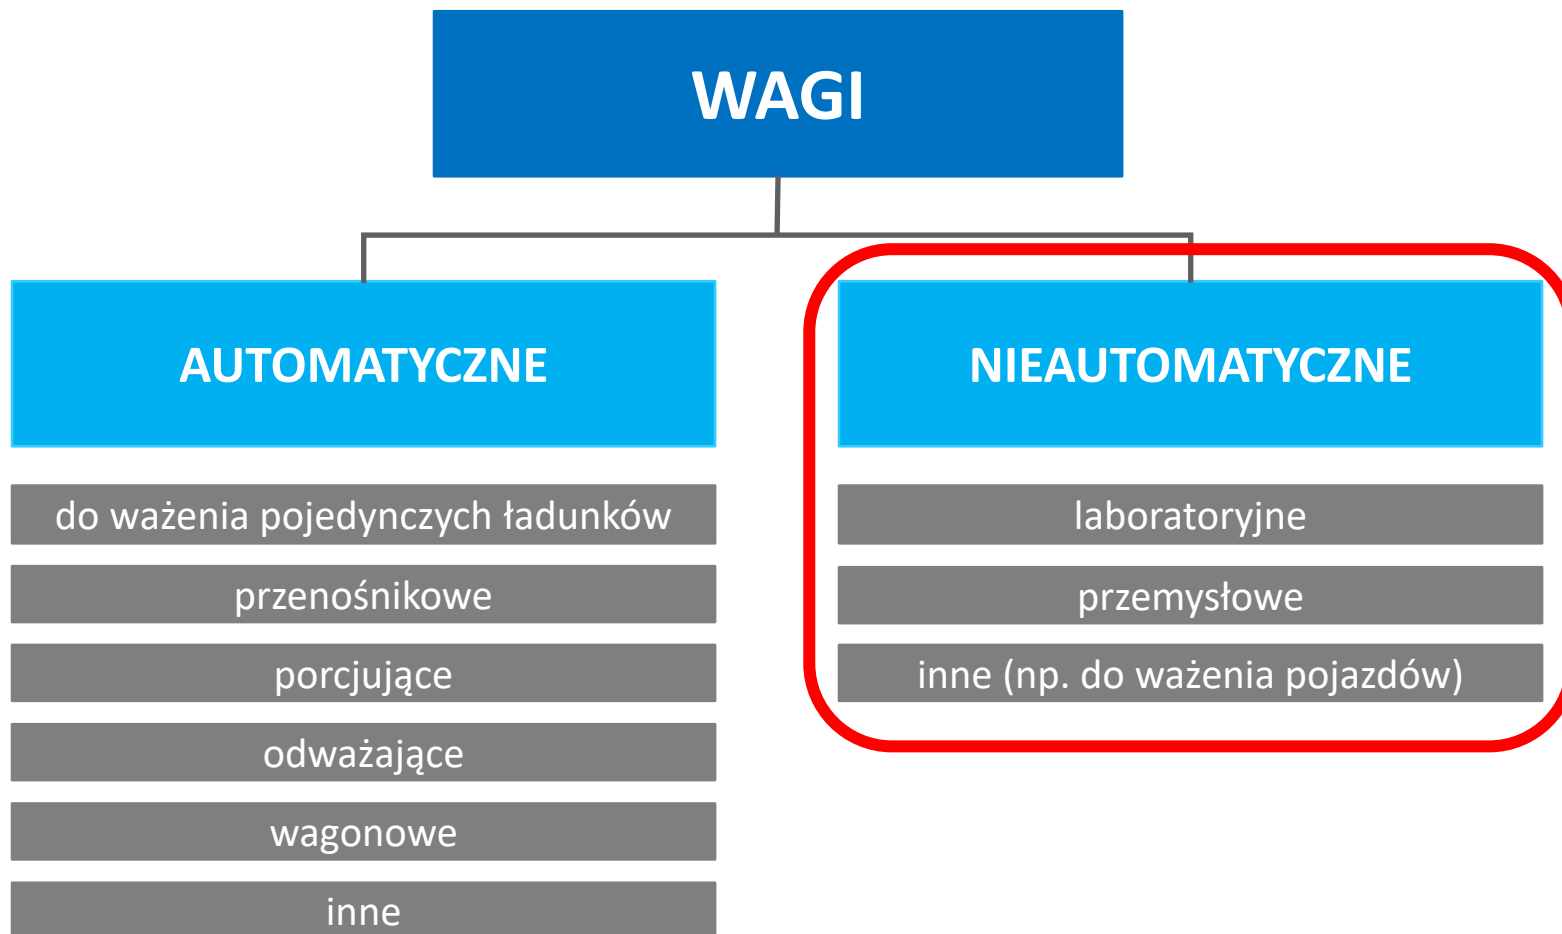 WAGI
AUTOMATYCZNE
do ważenia pojedynczych ładunków
przenośnikowe
porcjujące
odważające
wagonowe
inne
NIEAUTOMATYCZNE
laboratoryjne
przemysłowe
inne (np. do ważenia pojazdów)